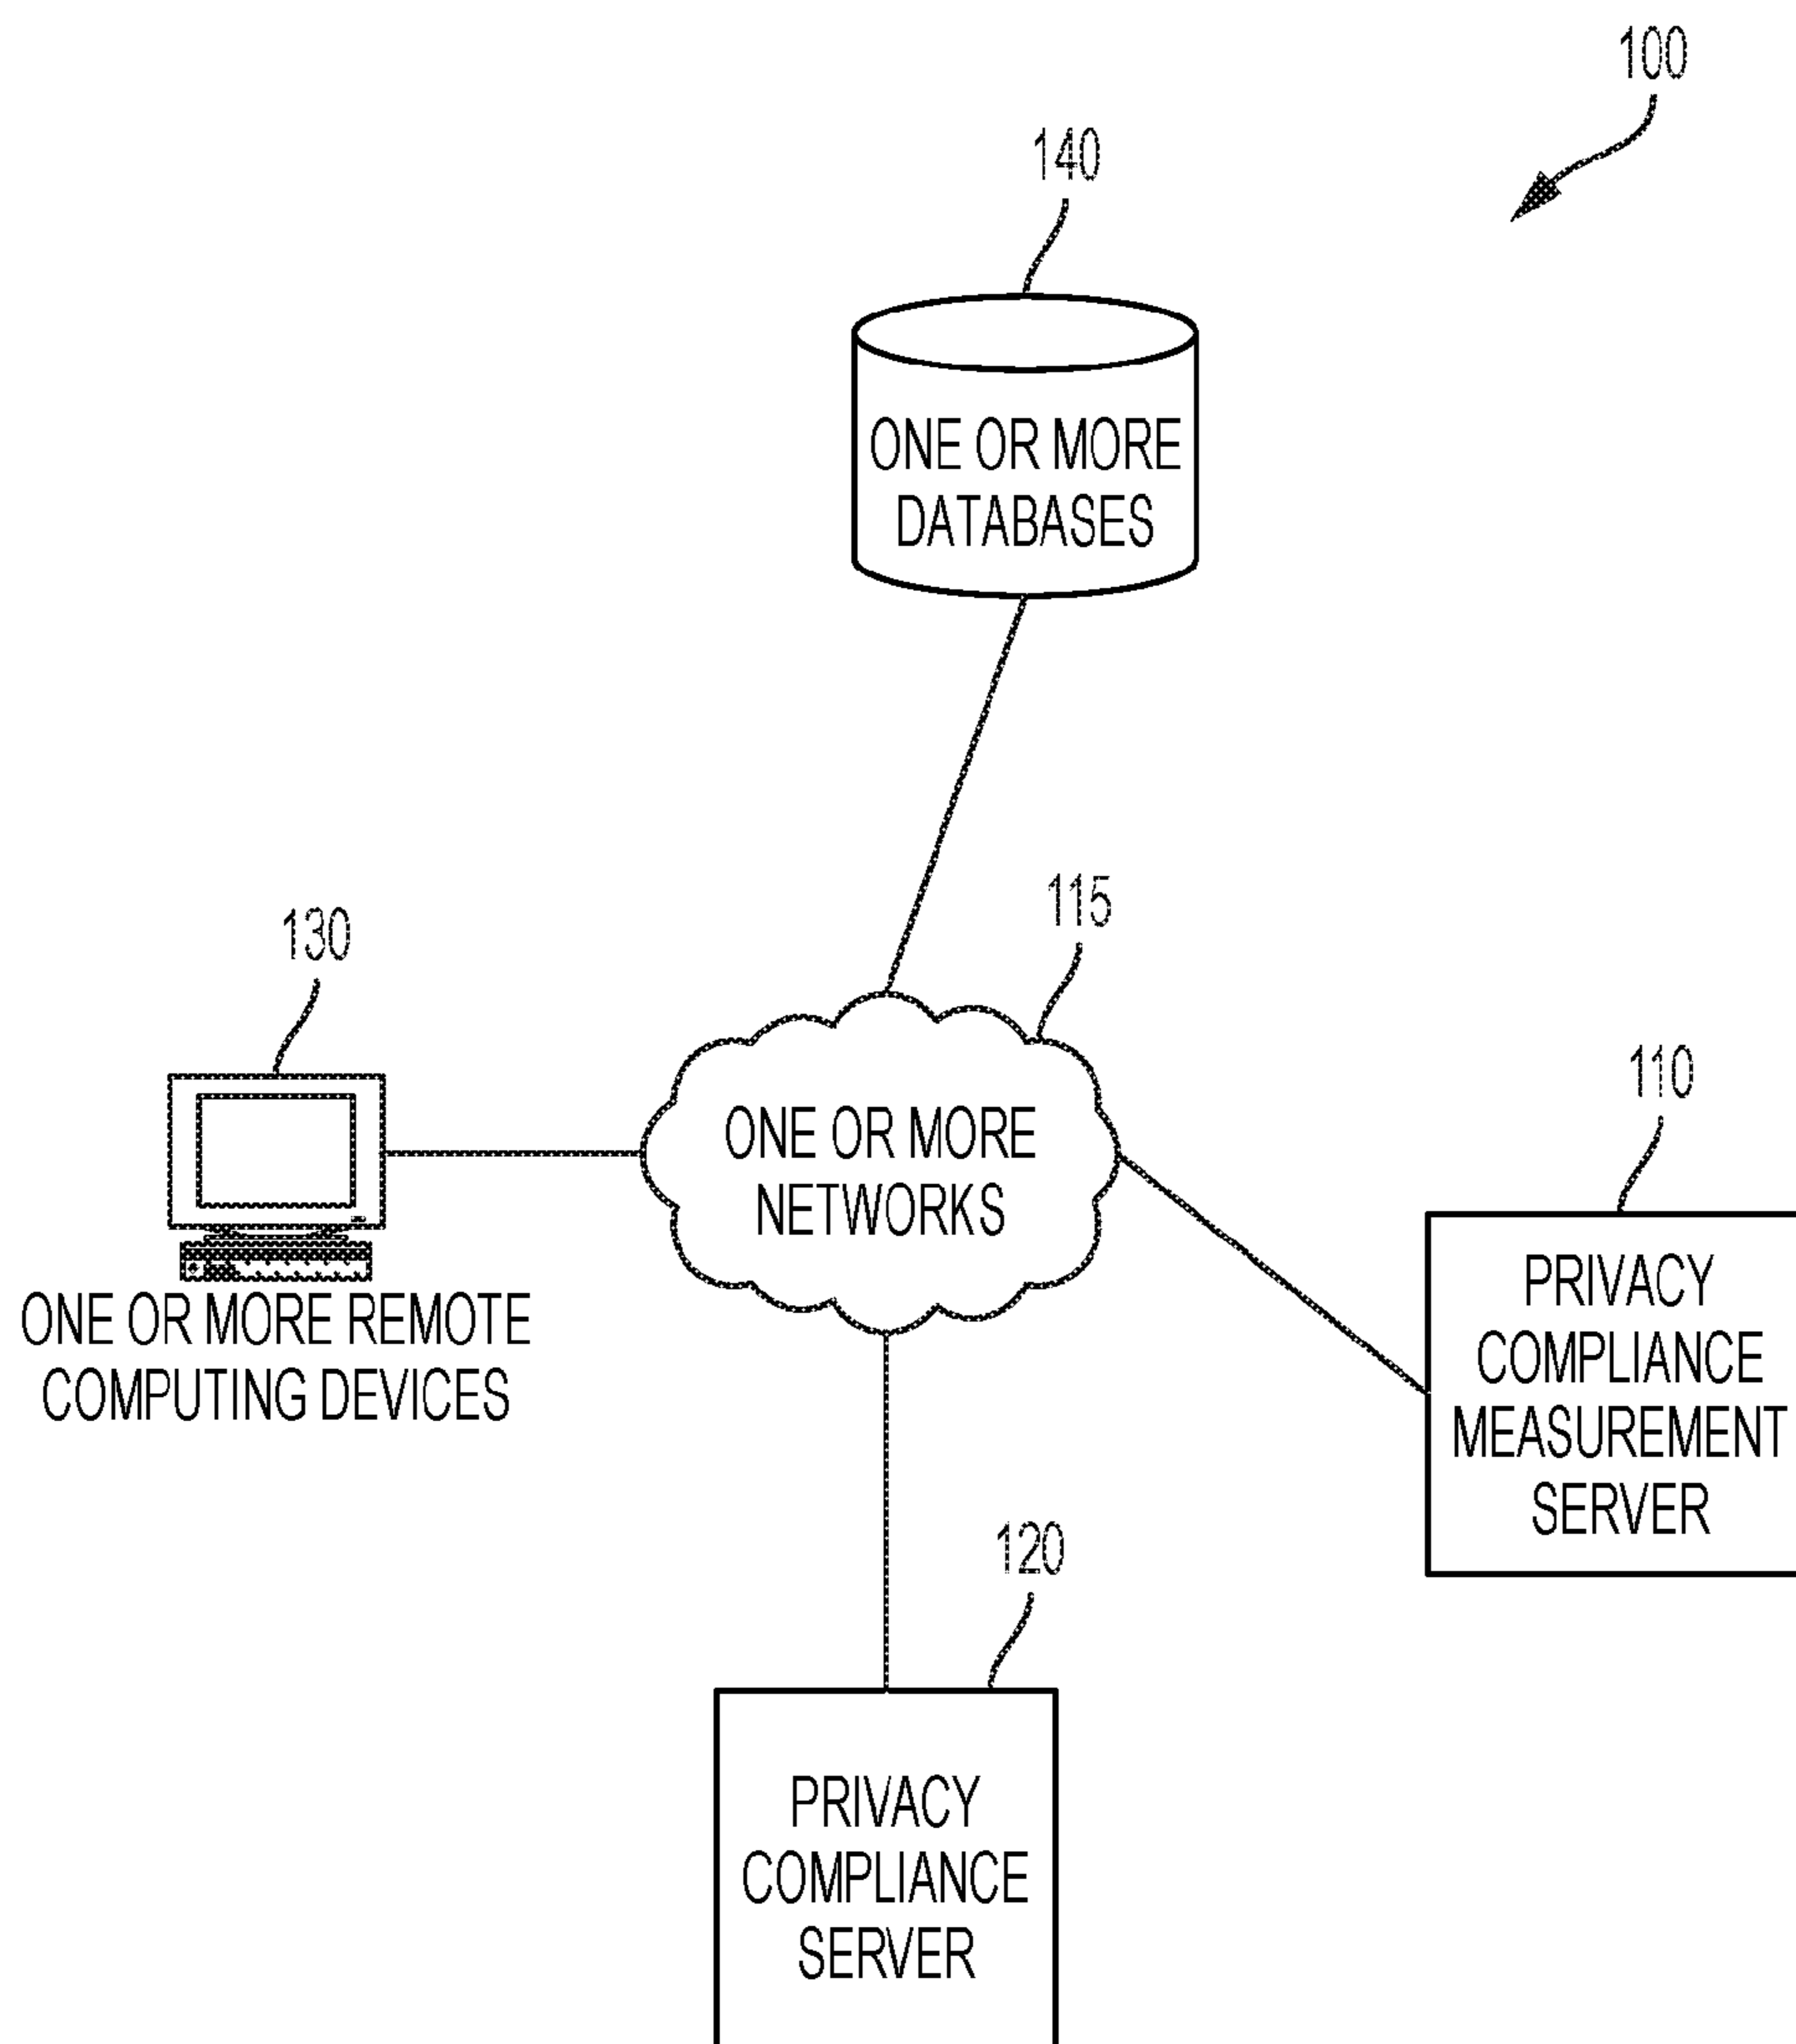 100
140
ONE OR MORE
DATABASES
115
130
110
ONE OR MORE
NETWORKS
PRIVACY
COMPLIANCE
MEASUREMENT
SERVER
ONE OR MORE REMOTE
COMPUTING DEVICES
120
PRIVACY
COMPLIANCE
SERVER